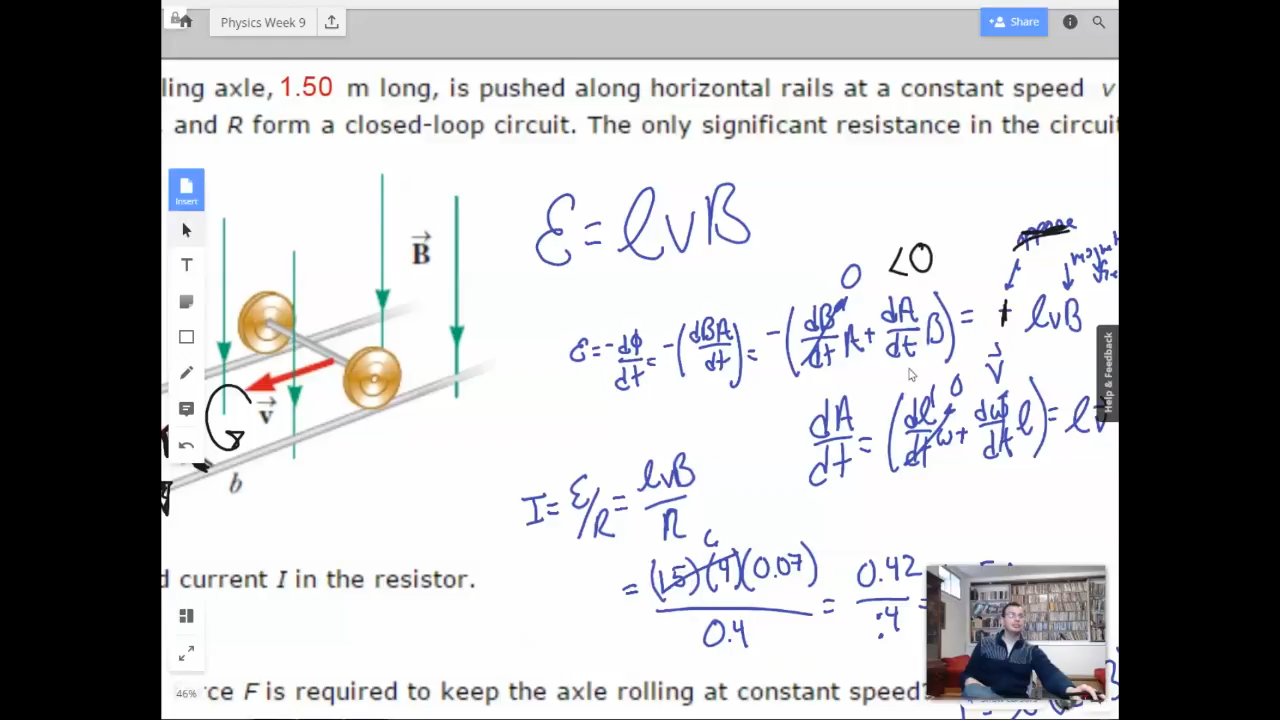 Physics Week 9
Share
ling axle, 1.50 m long, is pushed along horizontal rails at a constant speed v
and R form a closed-loop circuit. The only significant resistance in the circuit
Insert
T
B
ℰ = lvB
0 <0
ℰ = -dϕ/dt = -(dBA/dt) = -(dB/dt A + dA/dt B) = + lvB
Help & Feedback
v
0
v
dA/dt = (dl/dt w + dw/dt l) = lv
b
I = ℰ/R = lvB/R
6
= (1.5)(4)(0.07)/0.4 = 0.42/.4 =
d current I in the resistor.
46%
rce F is required to keep the axle rolling at constant speed?